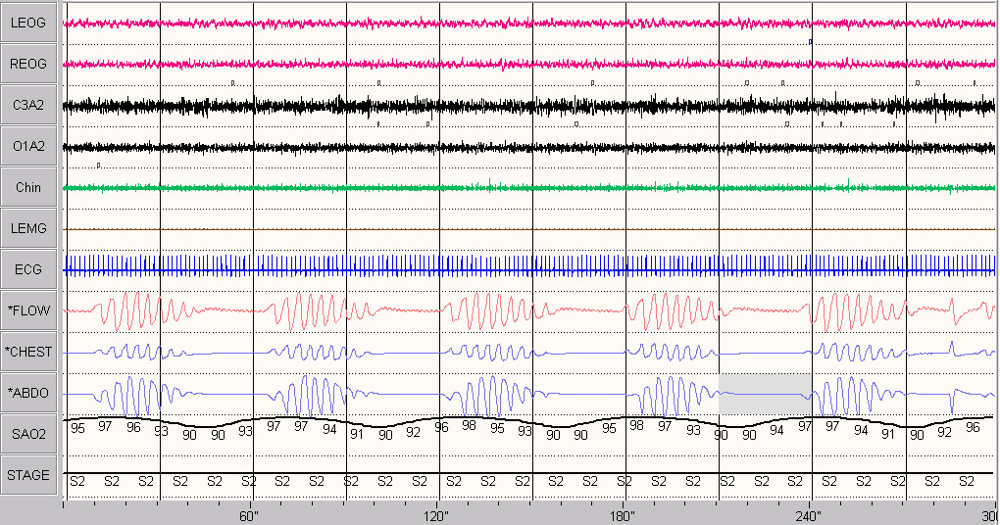 LEOG
REOG
C3A2
O1A2
Chin
LEMG
ECG
*FLOW
*CHEST
*ABDO
SAO2
95 97 96 93 90 90 93 97 97 94 91 90 92 96 98 95 93 90 90 95 98 97 93 90 90 94 97 97 94 91 90 92 96
STAGE
S2 S2 S2 S2 S2 S2 S2 S2 S2 S2 S2 S2 S2 S2 S2 S2 S2 S2 S2 S2 S2 S2 S2 S2 S2 S2 S2
60" 120" 180" 240" 300